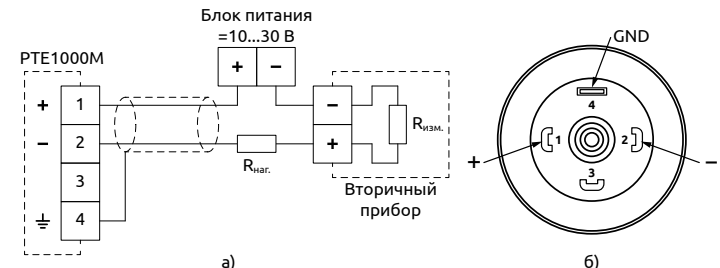 Блок питания
=10...30 В
GND
PTE1000M
+ −
4
+ 1
−
− 2
+
Rизм.
1 2
Rнаг.
3
+
−
3
Вторичный
прибор
4
а)
б)